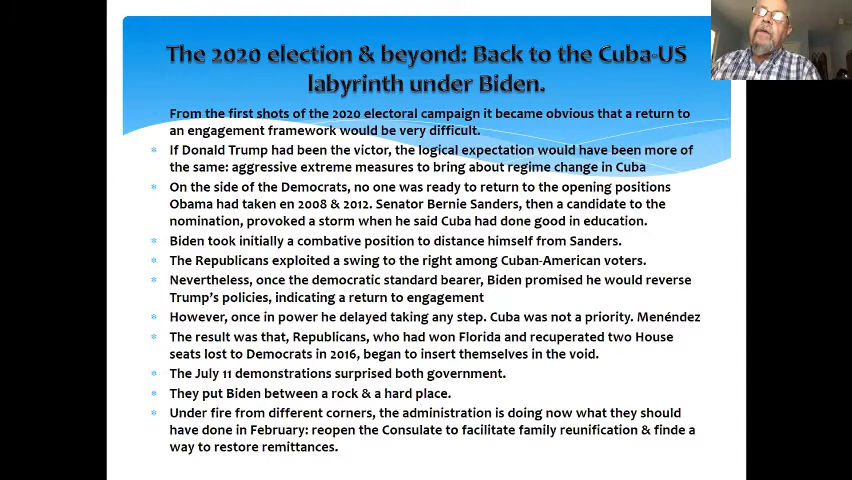 The 2020 election & beyond: Back to the Cuba-US
labyrinth under Biden.
From the first shots of the 2020 electoral campaign it became obvious that a return to
an engagement framework would be very difficult.
If Donald Trump had been the victor, the logical expectation would have been more of
the same: aggressive extreme measures to bring about regime change in Cuba
On the side of the Democrats, no one was ready to return to the opening positions
Obama had taken en 2008 & 2012. Senator Bernie Sanders, then a candidate to the
nomination, provoked a storm when he said Cuba had done good in education.
Biden took initially a combative position to distance himself from Sanders.
The Republicans exploited a swing to the right among Cuban-American voters.
Nevertheless, once the democratic standard bearer, Biden promised he would reverse
Trump's policies, indicating a return to engagement
However, once in power he delayed taking any step. Cuba was not a priority. Menéndez
The result was that, Republicans, who had won Florida and recuperated two House
seats lost to Democrats in 2016, began to insert themselves in the void.
The July 11 demonstrations surprised both government.
They put Biden between a rock & a hard place.
Under fire from different corners, the administration is doing now what they should
have done in February: reopen the Consulate to facilitate family reunification & finde a
way to restore remittances.